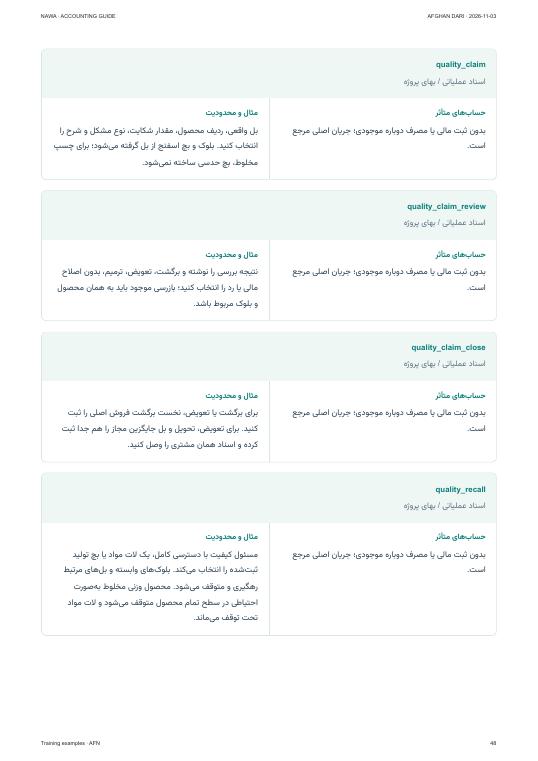 NAWA · ACCOUNTING GUIDE
AFGHAN DARI · 2026-11-03
quality_claim
اسناد عملیاتی / بهای پروژه
حساب‌های متأثر
بدون ثبت مالی یا مصرف دوباره موجودی؛ جریان اصلی مرجع
است.
مثال و محدودیت
بل واقعی، ردیف محصول، مقدار شکایت، نوع مشکل و شرح را
انتخاب کنید. بلوک و بچ اسفنج از بل گرفته می‌شود؛ برای چسپ
مخلوط، بچ حدسی ساخته نمی‌شود.
quality_claim_review
اسناد عملیاتی / بهای پروژه
حساب‌های متأثر
بدون ثبت مالی یا مصرف دوباره موجودی؛ جریان اصلی مرجع
است.
مثال و محدودیت
نتیجه بررسی را نوشته و برگشت، تعویض، ترمیم، بدون اصلاح
مالی یا رد را انتخاب کنید؛ بازرسی موجود باید به همان محصول
و بلوک مربوط باشد.
quality_claim_close
اسناد عملیاتی / بهای پروژه
حساب‌های متأثر
بدون ثبت مالی یا مصرف دوباره موجودی؛ جریان اصلی مرجع
است.
مثال و محدودیت
برای برگشت یا تعویض، نخست برگشت فروش اصلی را ثبت
کنید. برای تعویض، تحویل و بل جایگزین مجاز را هم جدا ثبت
کرده و اسناد همان مشتری را وصل کنید.
quality_recall
اسناد عملیاتی / بهای پروژه
حساب‌های متأثر
بدون ثبت مالی یا مصرف دوباره موجودی؛ جریان اصلی مرجع
است.
مثال و محدودیت
مسئول کیفیت با دسترسی کامل، یک لات مواد یا بچ تولید
ثبت‌شده را انتخاب می‌کند. بلوک‌های وابسته و بل‌های مرتبط
رهگیری و متوقف می‌شود. محصول وزنی مخلوط به‌صورت
احتیاطی در سطح تمام محصول متوقف می‌شود و لات مواد
تحت توقف می‌ماند.
Training examples · AFN
48